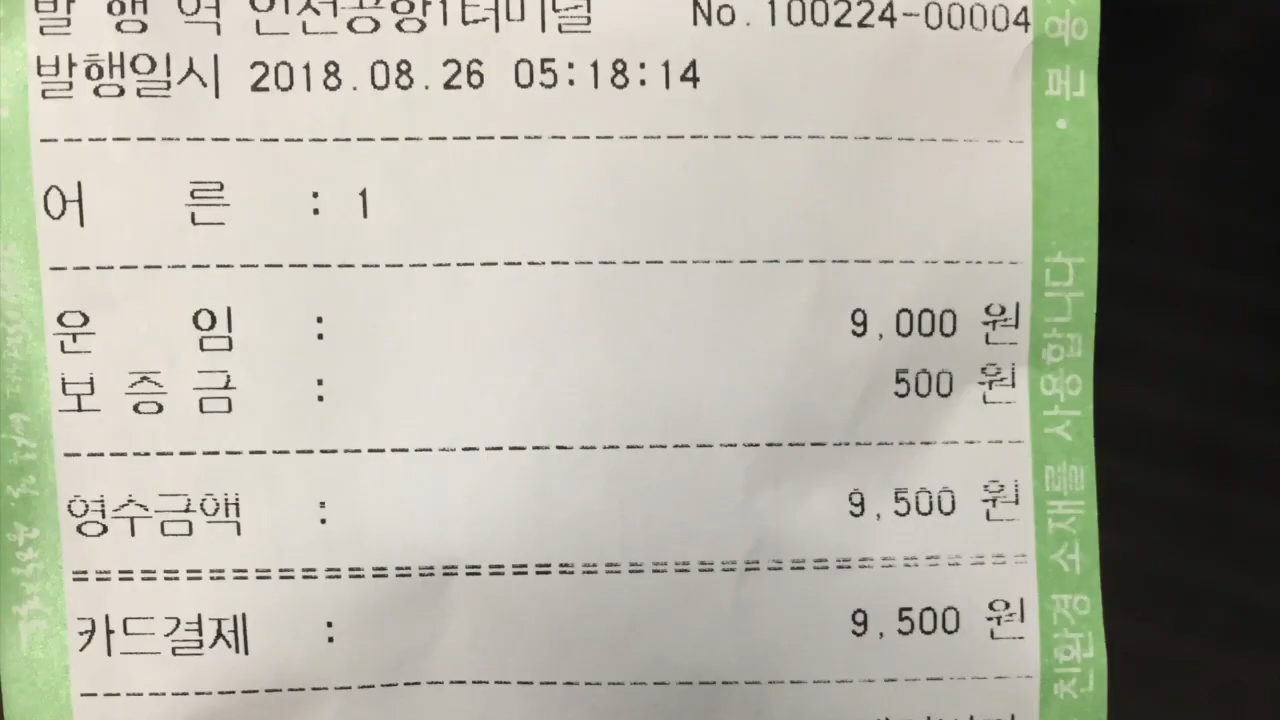 발 행 역 인천공항1터미널 No.100224-00004
발행일시 2018.08.26 05:18:14
어 른 : 1
운 임 : 9,000 원
보 증 금 : 500 원
영수금액 : 9,500 원
카드결제 : 9,500 원
친환경 소재를 사용합니다
· 본 용